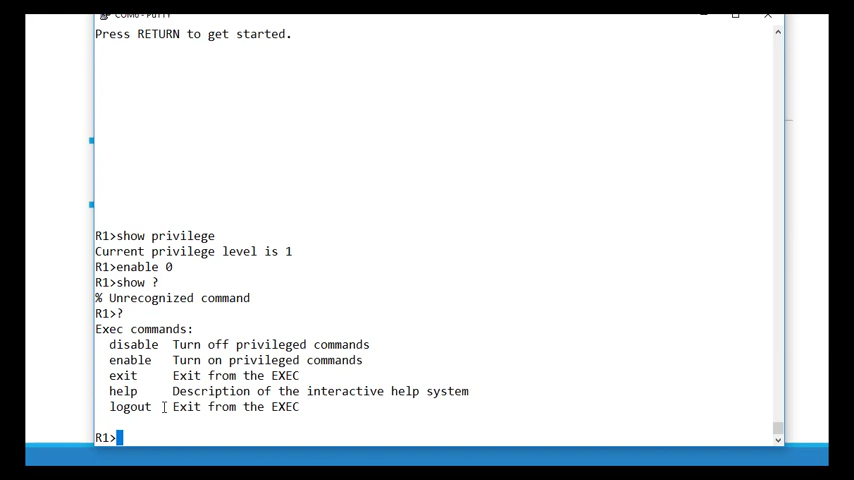 COM6 - PuTTY
Press RETURN to get started.
R1>show privilege
Current privilege level is 1
R1>enable 0
R1>show ?
% Unrecognized command
R1>?
Exec commands:
disable Turn off privileged commands
enable Turn on privileged commands
exit Exit from the EXEC
help Description of the interactive help system
logout Exit from the EXEC
R1>